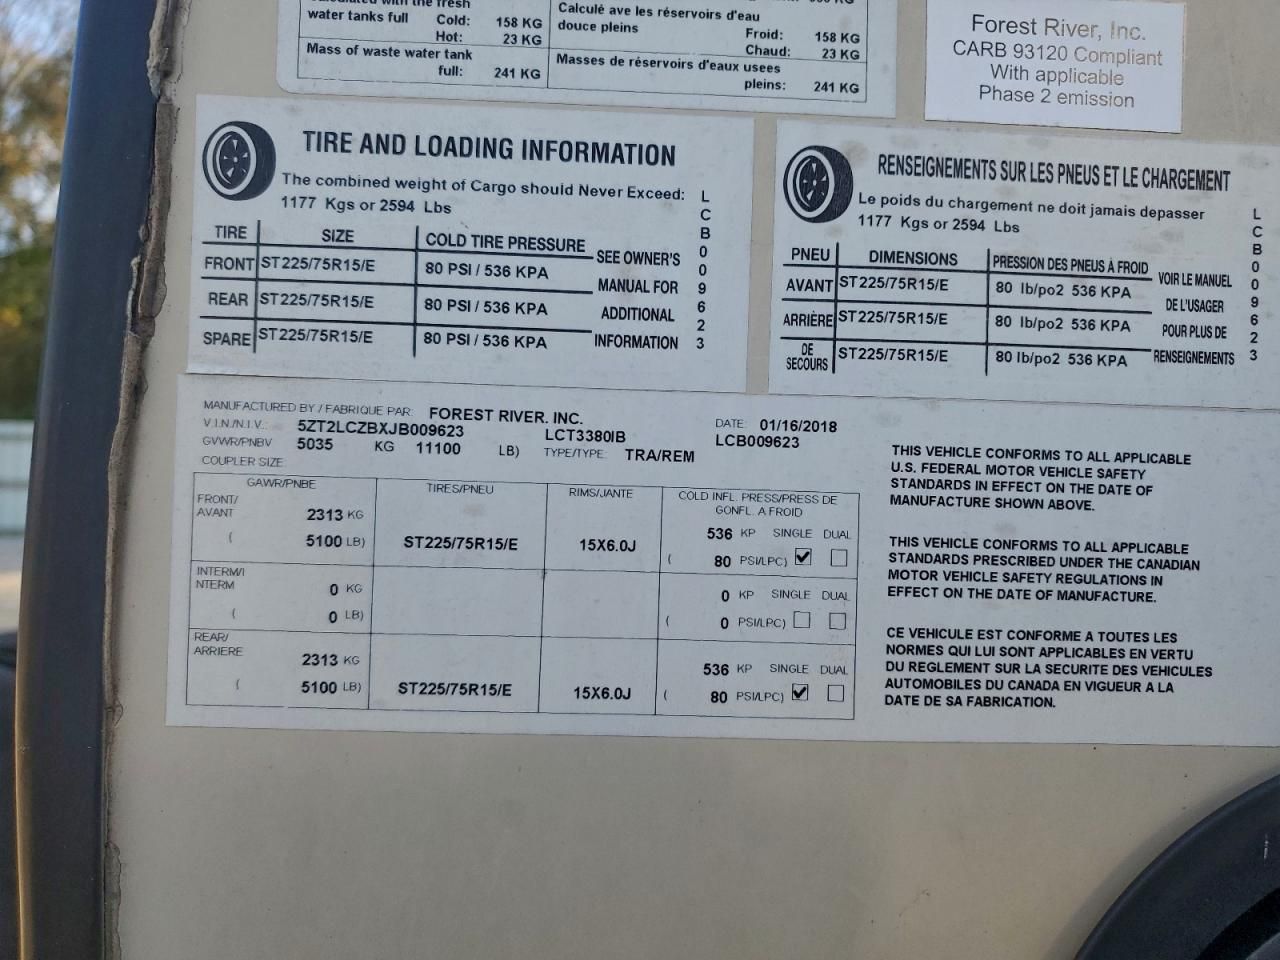 Calculated with the fresh
water tanks full Cold: 158 KG
Hot: 23 KG
Mass of waste water tank
full: 241 KG
Calculé ave les réservoirs d'eau
douce pleins
Froid: 158 KG
Chaud: 23 KG
Masses de réservoirs d'eaux usees
pleins: 241 KG
Forest River, Inc.
CARB 93120 Compliant
With applicable
Phase 2 emission
TIRE AND LOADING INFORMATION
The combined weight of Cargo should Never Exceed:
1177 Kgs or 2594 Lbs
TIRE SIZE COLD TIRE PRESSURE
FRONT ST225/75R15/E 80 PSI / 536 KPA
REAR ST225/75R15/E 80 PSI / 536 KPA
SPARE ST225/75R15/E 80 PSI / 536 KPA
SEE OWNER'S
MANUAL FOR
ADDITIONAL
INFORMATION
LCB009623
RENSEIGNEMENTS SUR LES PNEUS ET LE CHARGEMENT
Le poids du chargement ne doit jamais depasser
1177 Kgs or 2594 Lbs
PNEU DIMENSIONS PRESSION DES PNEUS À FROID
AVANT ST225/75R15/E 80 lb/po2 536 KPA
ARRIÈRE ST225/75R15/E 80 lb/po2 536 KPA
DE SECOURS ST225/75R15/E 80 lb/po2 536 KPA
VOIR LE MANUEL
DE L'USAGER
POUR PLUS DE
RENSEIGNEMENTS
LCB009623
MANUFACTURED BY / FABRIQUE PAR: FOREST RIVER, INC. DATE: 01/16/2018
V.I.N./N.I.V.: 5ZT2LCZBXJB009623 LCT3380IB LCB009623
GVWR/PNBV 5035 KG 11100 LB) TYPE/TYPE: TRA/REM
COUPLER SIZE:
GAWR/PNBE TIRES/PNEU RIMS/JANTE COLD INFL. PRESS/PRESS DE
GONFL. A FROID
FRONT/
AVANT
2313 KG 536 KP SINGLE DUAL
( 5100 LB) ST225/75R15/E 15X6.0J ( 80 PSI/LPC)
INTERM/I
NTERM
0 KG 0 KP SINGLE DUAL
( 0 LB) ( 0 PSI/LPC)
REAR/
ARRIERE
2313 KG 536 KP SINGLE DUAL
( 5100 LB) ST225/75R15/E 15X6.0J ( 80 PSI/LPC)
THIS VEHICLE CONFORMS TO ALL APPLICABLE
U.S. FEDERAL MOTOR VEHICLE SAFETY
STANDARDS IN EFFECT ON THE DATE OF
MANUFACTURE SHOWN ABOVE.
THIS VEHICLE CONFORMS TO ALL APPLICABLE
STANDARDS PRESCRIBED UNDER THE CANADIAN
MOTOR VEHICLE SAFETY REGULATIONS IN
EFFECT ON THE DATE OF MANUFACTURE.
CE VEHICULE EST CONFORME A TOUTES LES
NORMES QUI LUI SONT APPLICABLES EN VERTU
DU REGLEMENT SUR LA SECURITE DES VEHICULES
AUTOMOBILES DU CANADA EN VIGUEUR A LA
DATE DE SA FABRICATION.